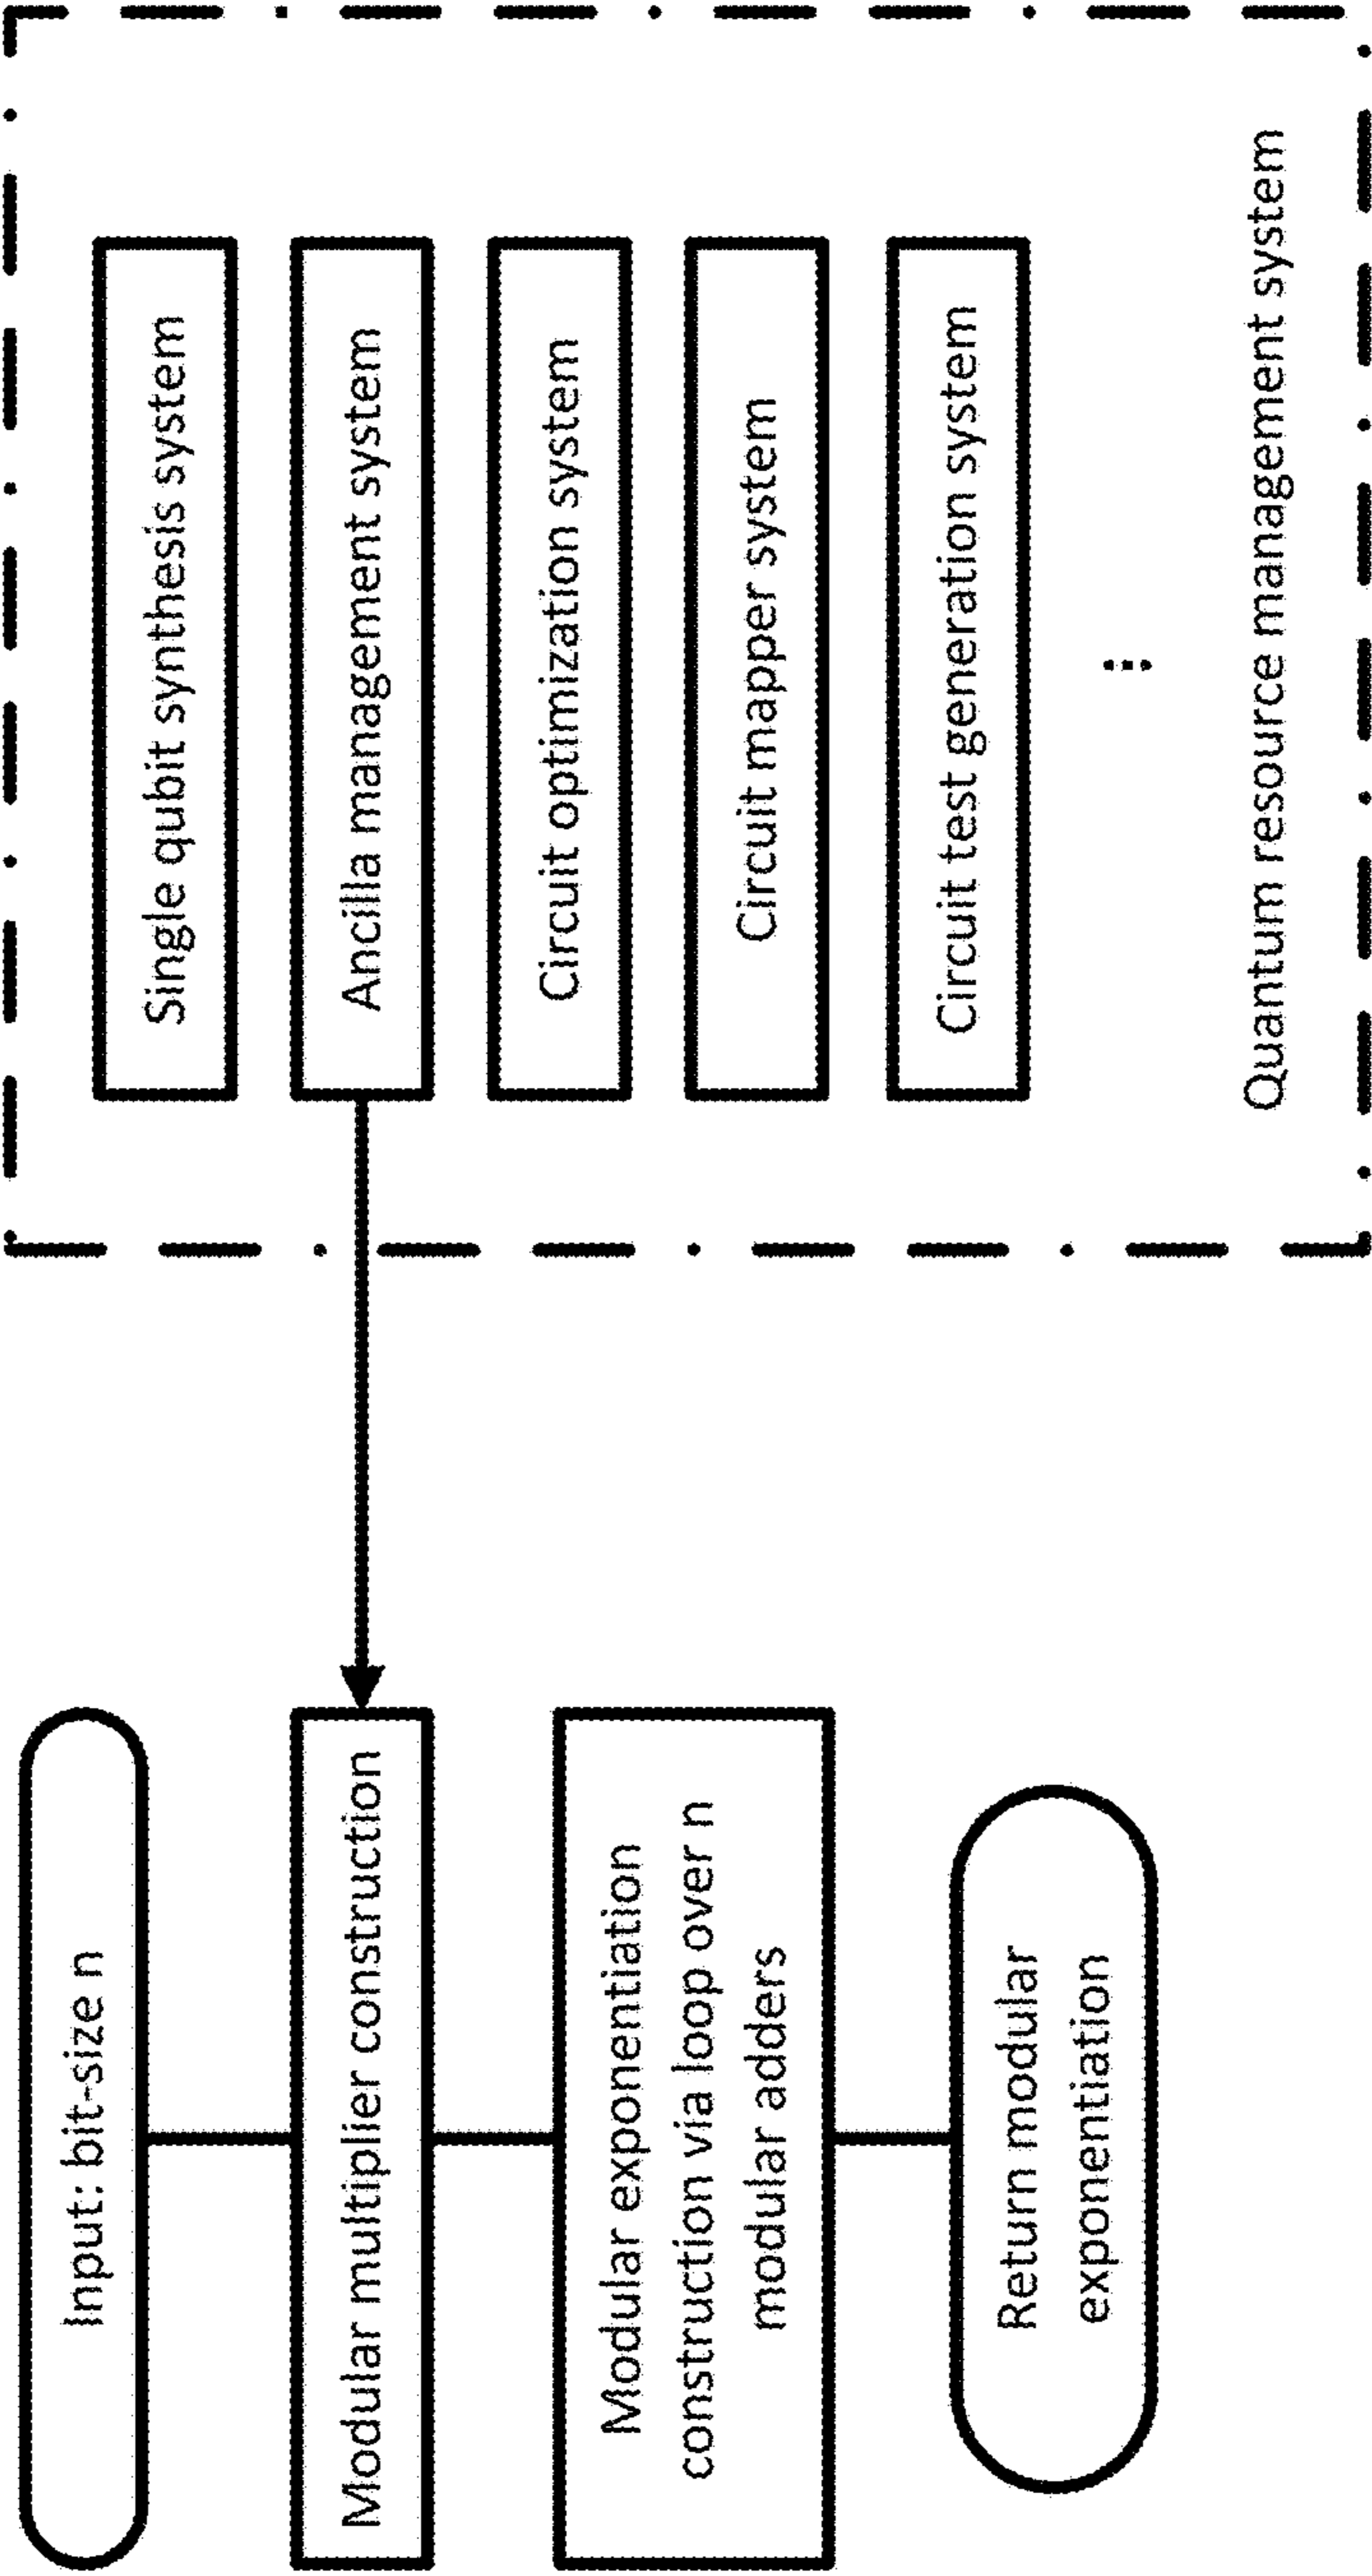 Input: bit-size n
Modular multiplier construction
Modular exponentiation
construction via loop over n
modular adders
Return modular
exponentiation
Single qubit synthesis system
Ancilla management system
Circuit optimization system
Circuit mapper system
Circuit test generation system
...
Quantum resource management system